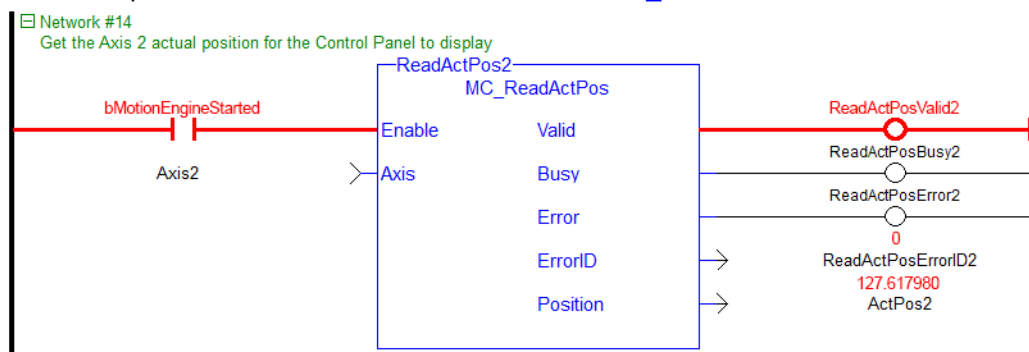 Network #14
Get the Axis 2 actual position for the Control Panel to display
ReadActPos2
MC_ReadActPos
bMotionEngineStarted
Enable
Valid
ReadActPosValid2
Axis2
Axis
Busy
ReadActPosBusy2
Error
ReadActPosError2
0
ErrorID
ReadActPosErrorID2
127.617980
Position
ActPos2